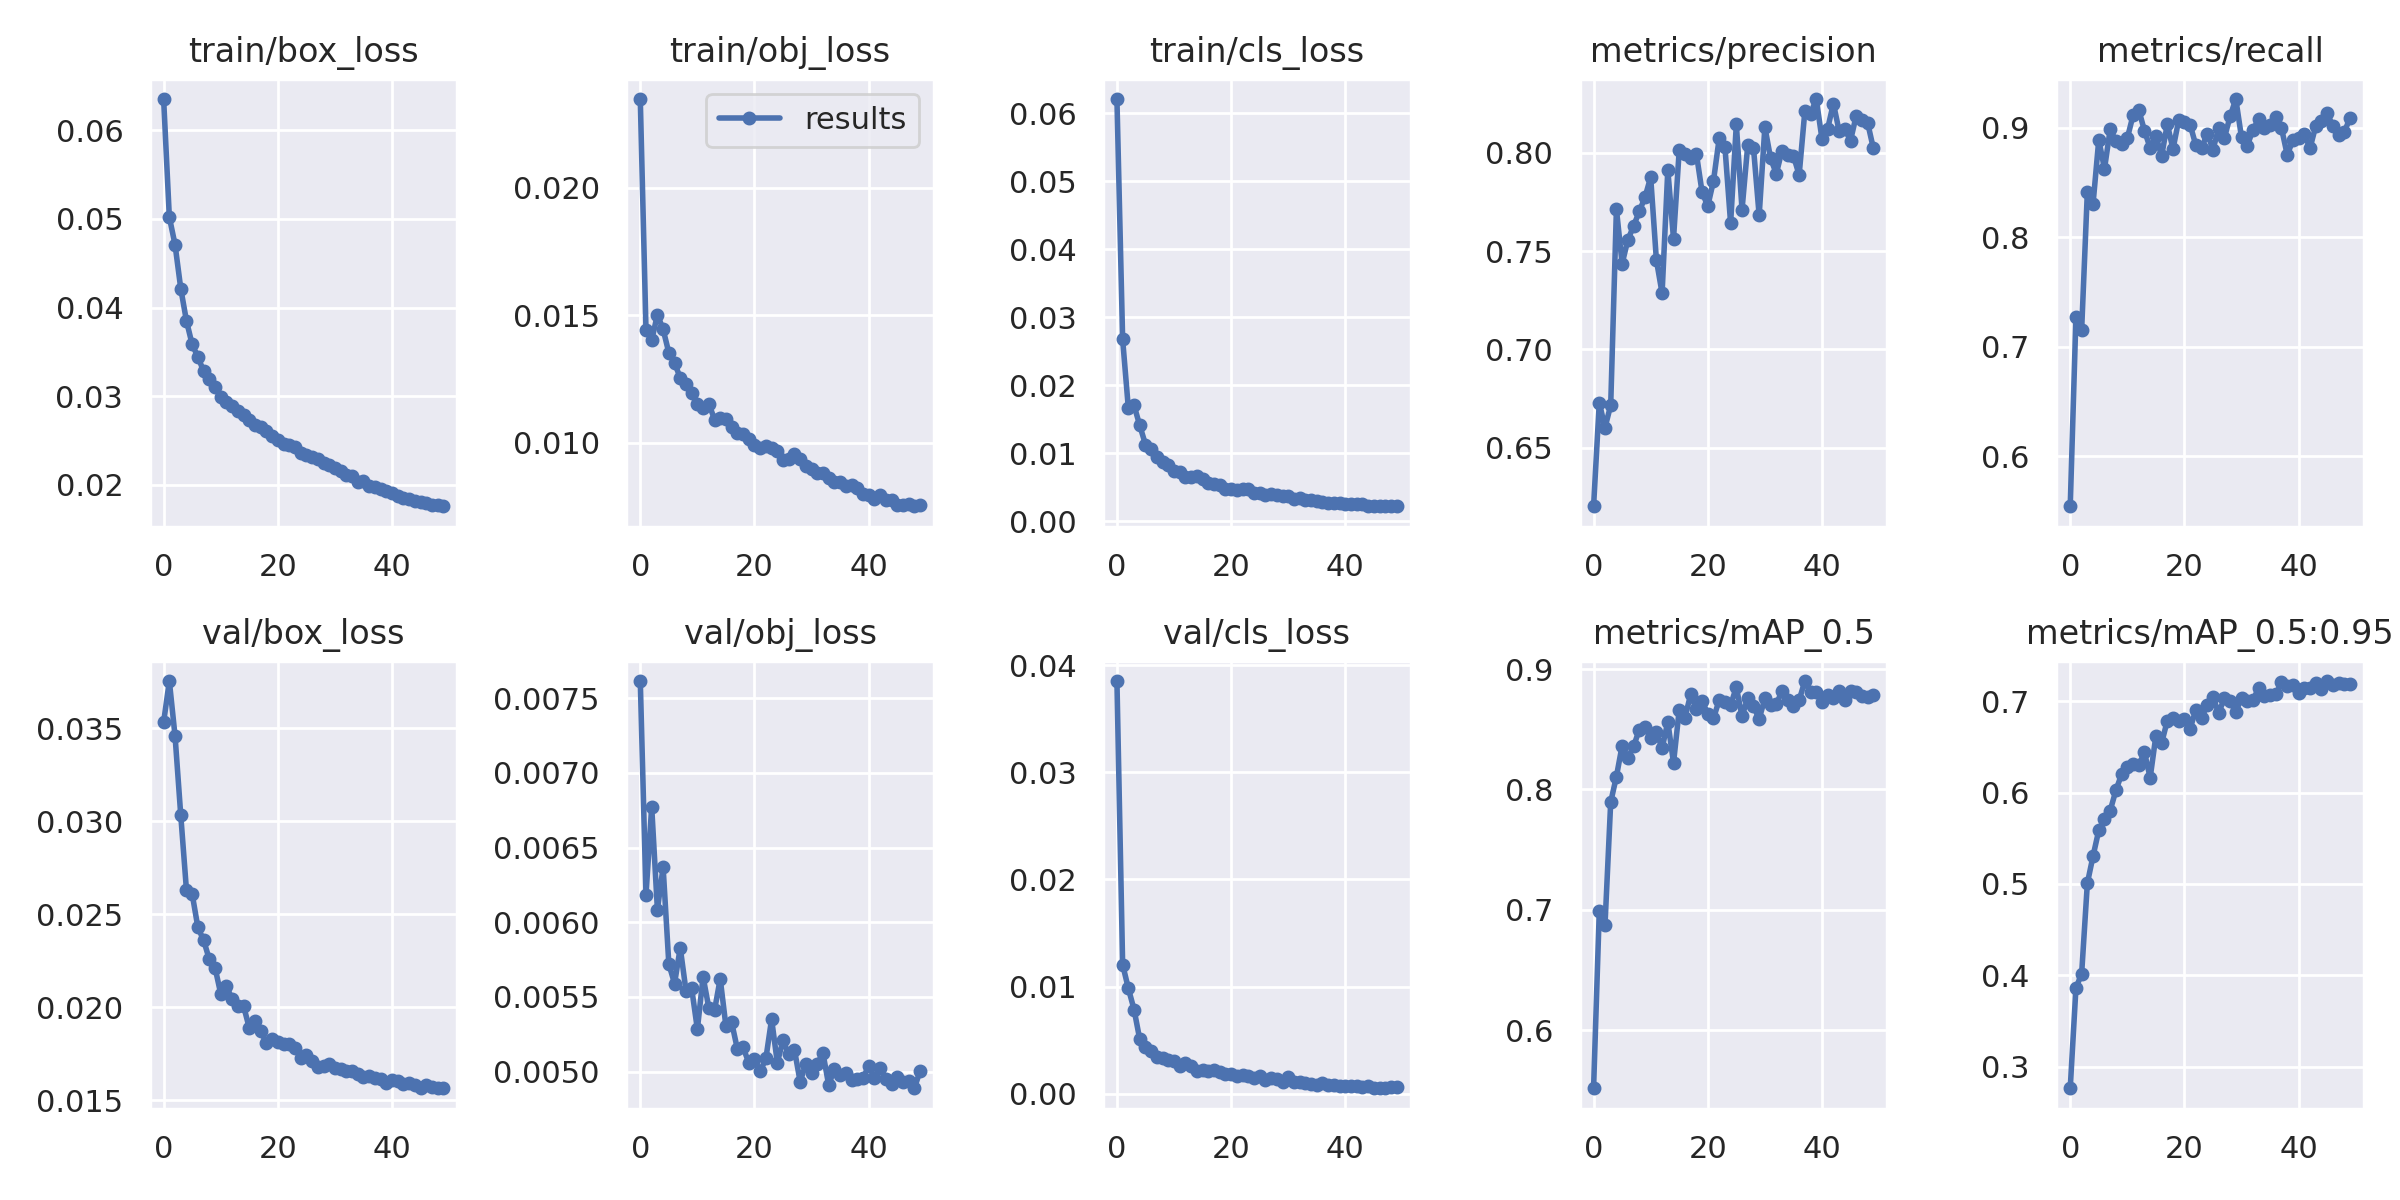 train/box_loss
0.06
0.05
0.04
0.03
0.02
0 20 40
train/obj_loss
results
0.020
0.015
0.010
0 20 40
train/cls_loss
0.06
0.05
0.04
0.03
0.02
0.01
0.00
0 20 40
metrics/precision
0.80
0.75
0.70
0.65
0 20 40
metrics/recall
0.9
0.8
0.7
0.6
0 20 40
val/box_loss
0.035
0.030
0.025
0.020
0.015
0 20 40
val/obj_loss
0.0075
0.0070
0.0065
0.0060
0.0055
0.0050
0 20 40
val/cls_loss
0.04
0.03
0.02
0.01
0.00
0 20 40
metrics/mAP_0.5
0.9
0.8
0.7
0.6
0 20 40
metrics/mAP_0.5:0.95
0.7
0.6
0.5
0.4
0.3
0 20 40